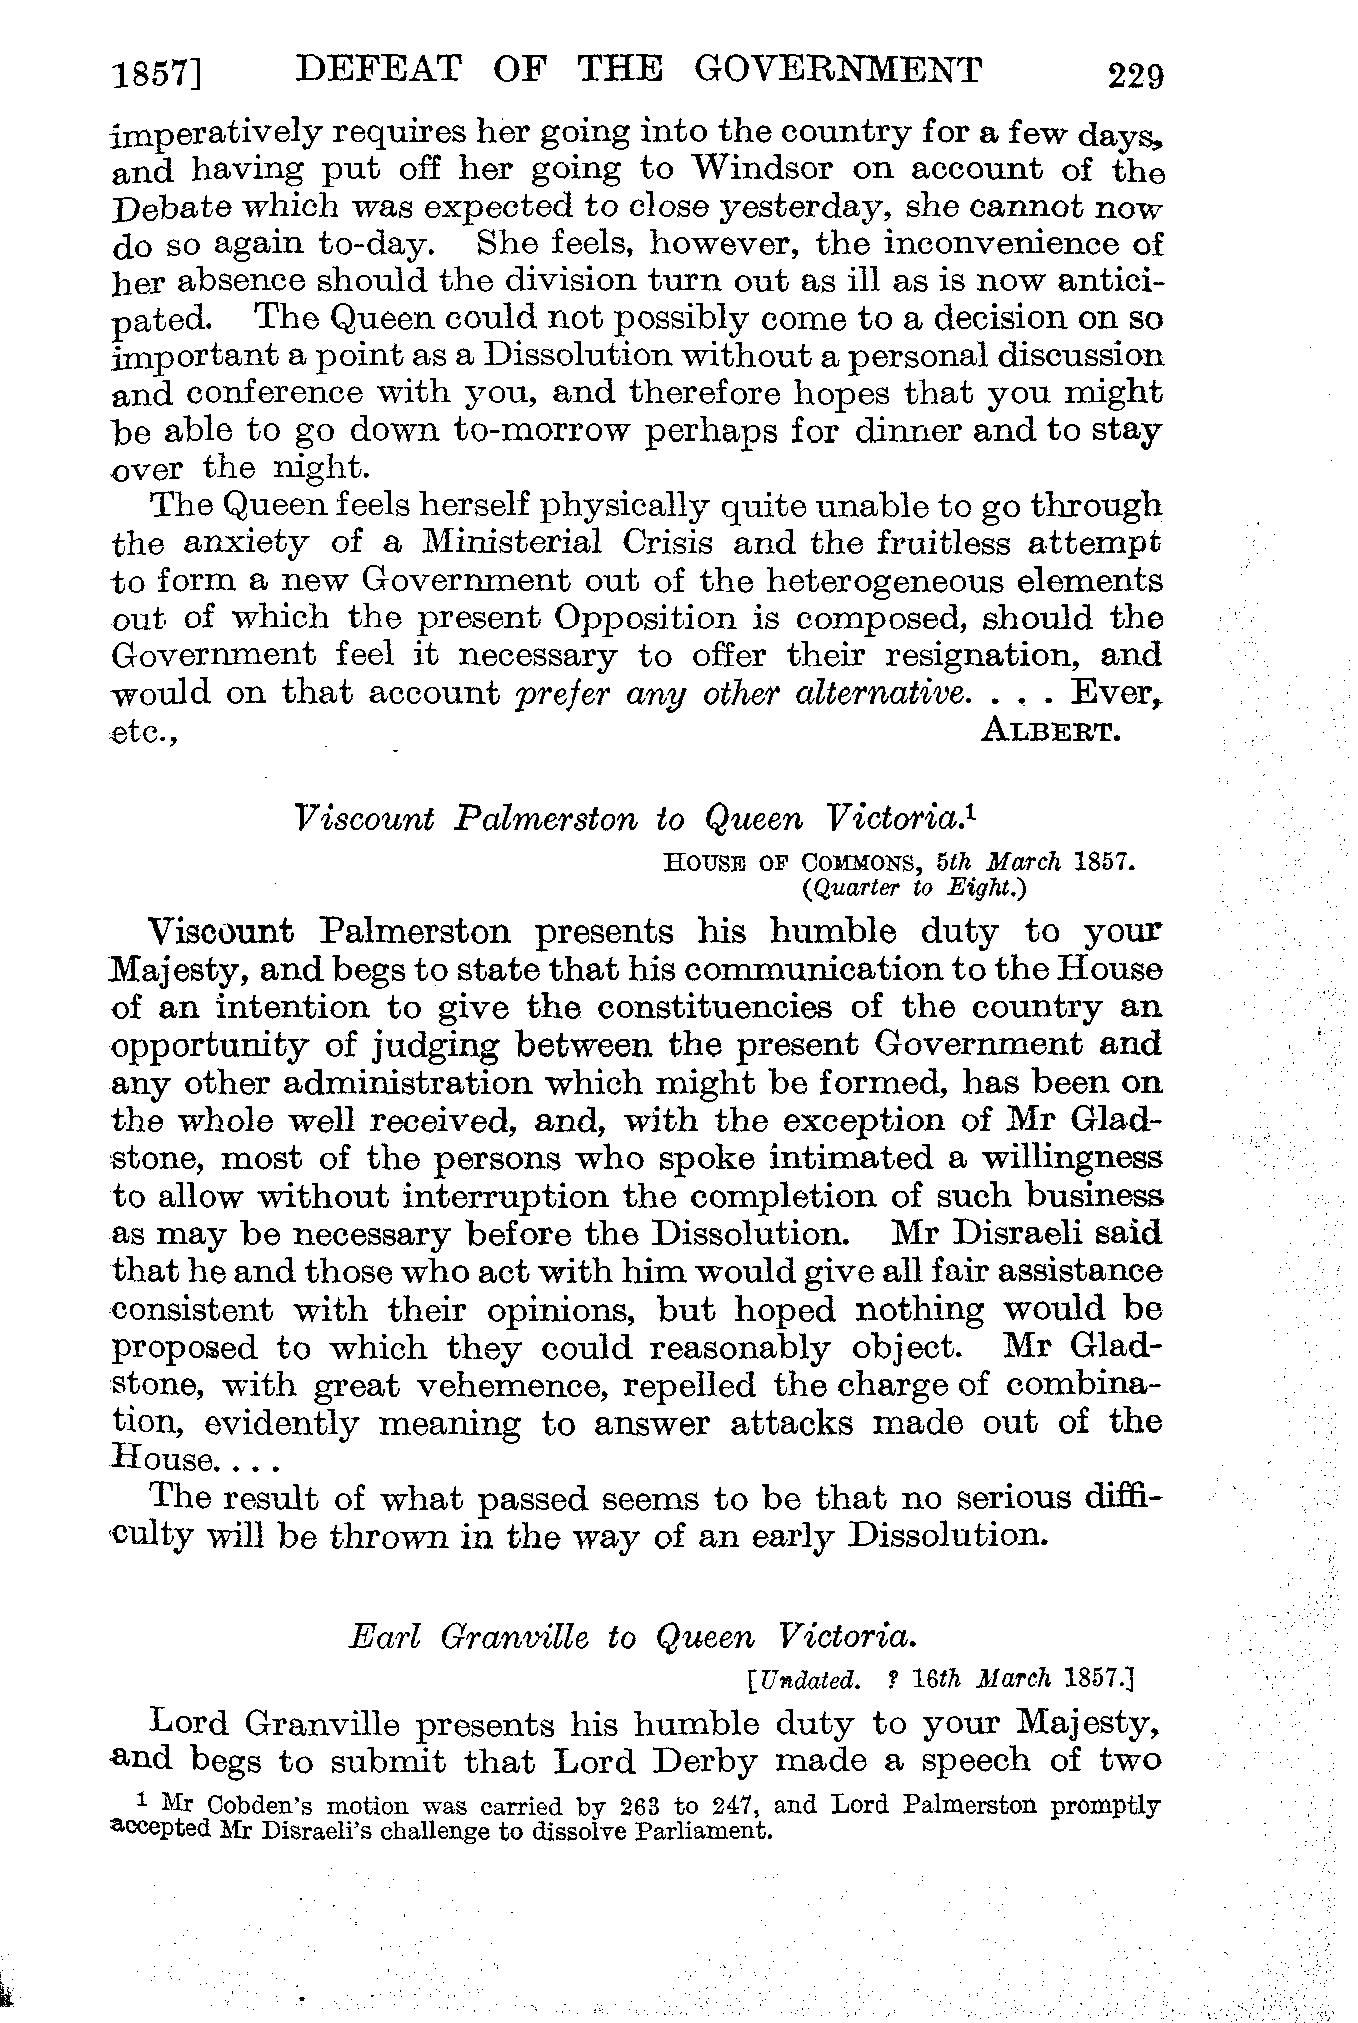 1857] DEFEAT OF THE GOVERNMENT 229
imperatively requires her going into the country for a few days,
and having put off her going to Windsor on account of the
Debate which was expected to close yesterday, she cannot now
do so again to-day. She feels, however, the inconvenience of
her absence should the division turn out as ill as is now antici-
pated. The Queen could not possibly come to a decision on so
important a point as a Dissolution without a personal discussion
and conference with you, and therefore hopes that you might
be able to go down to-morrow perhaps for dinner and to stay
over the night.
The Queen feels herself physically quite unable to go through
the anxiety of a Ministerial Crisis and the fruitless attempt
to form a new Government out of the heterogeneous elements
out of which the present Opposition is composed, should the
Government feel it necessary to offer their resignation, and
would on that account prefer any other alternative. . . . Ever,
etc., ALBERT.
Viscount Palmerston to Queen Victoria.¹
HOUSE OF COMMONS, 5th March 1857.
(Quarter to Eight.)
Viscount Palmerston presents his humble duty to your
Majesty, and begs to state that his communication to the House
of an intention to give the constituencies of the country an
opportunity of judging between the present Government and
any other administration which might be formed, has been on
the whole well received, and, with the exception of Mr Glad-
stone, most of the persons who spoke intimated a willingness
to allow without interruption the completion of such business
as may be necessary before the Dissolution. Mr Disraeli said
that he and those who act with him would give all fair assistance
consistent with their opinions, but hoped nothing would be
proposed to which they could reasonably object. Mr Glad-
stone, with great vehemence, repelled the charge of combina-
tion, evidently meaning to answer attacks made out of the
House. . . .
The result of what passed seems to be that no serious diffi-
culty will be thrown in the way of an early Dissolution.
Earl Granville to Queen Victoria.
[Undated. ? 16th March 1857.]
Lord Granville presents his humble duty to your Majesty,
and begs to submit that Lord Derby made a speech of two
¹ Mr Cobden's motion was carried by 263 to 247, and Lord Palmerston promptly
accepted Mr Disraeli's challenge to dissolve Parliament.